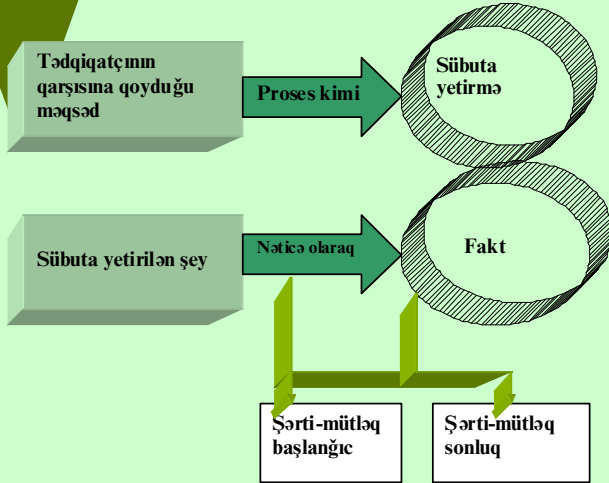 Tədqiqatçının
qarşısına qoyduğu
məqsəd
Proses kimi
Sübuta
yetirmə
Sübuta yetirilən şey
Nəticə olaraq
Fakt
Şərti-mütləq
başlanğıc
Şərti-mütləq
sonluq